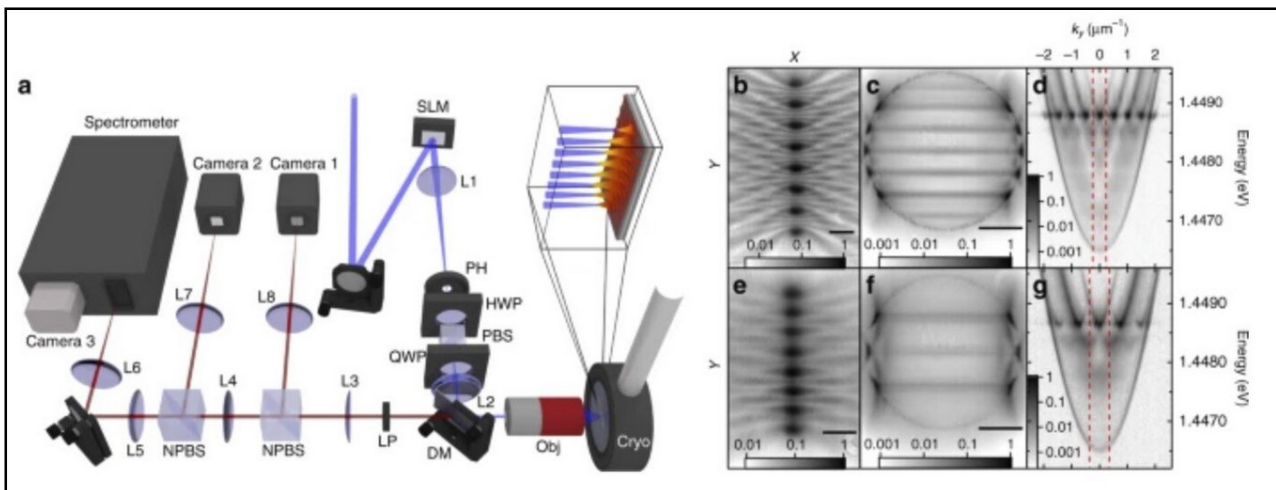 a
Spectrometer
Camera 2
Camera 1
SLM
L1
PH
HWP
PBS
QWP
L2
L7
L8
Camera 3
L6
L5
NPBS
L4
NPBS
L3
LP
DM
Obj
Cryo
X
k_y (μm⁻¹)
−2 −1 0 1 2
b
c
d
Y
1.4490
1.4480
1.4470
Energy (eV)
1
0.1
0.01
0.001
0.01 0.1 1
0.001 0.01 0.1 1
e
f
g
Y
1.4490
1.4480
1.4470
Energy (eV)
1
0.1
0.01
0.001
0.01 0.1 1
0.001 0.01 0.1 1